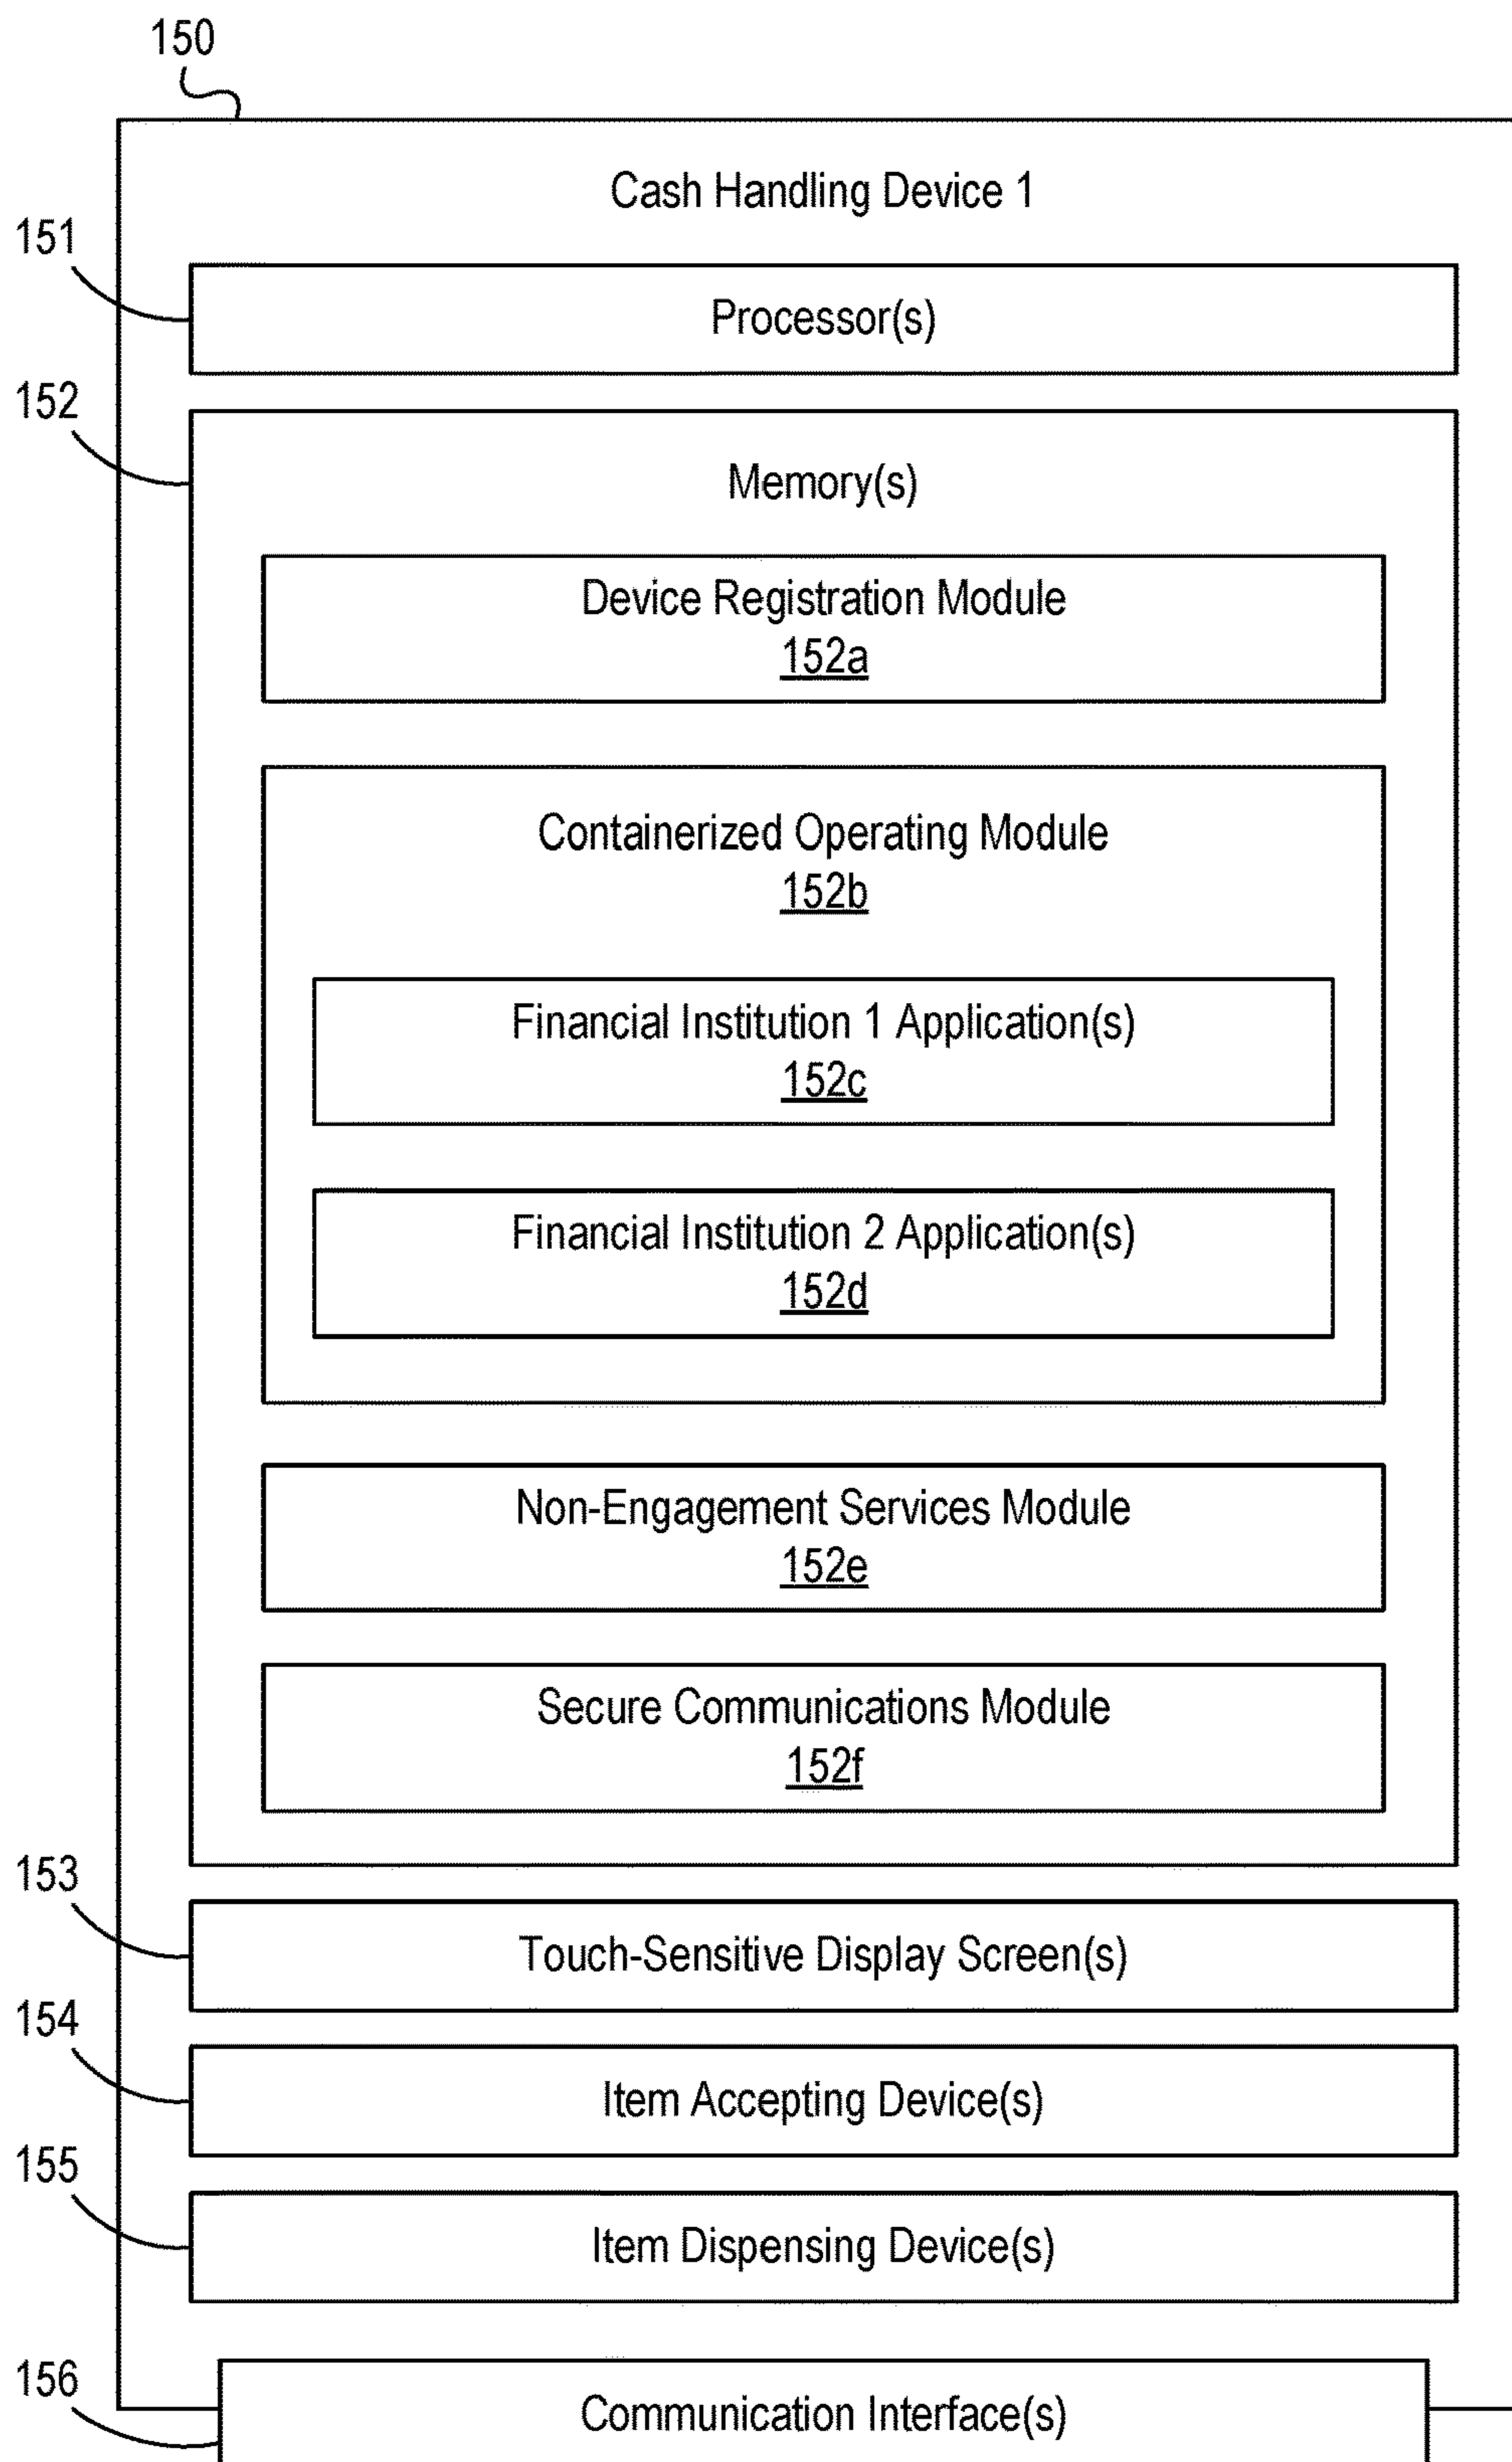 150
Cash Handling Device 1
151
Processor(s)
152
Memory(s)
Device Registration Module
152a
Containerized Operating Module
152b
Financial Institution 1 Application(s)
152c
Financial Institution 2 Application(s)
152d
Non-Engagement Services Module
152e
Secure Communications Module
152f
153
Touch-Sensitive Display Screen(s)
154
Item Accepting Device(s)
155
Item Dispensing Device(s)
156
Communication Interface(s)